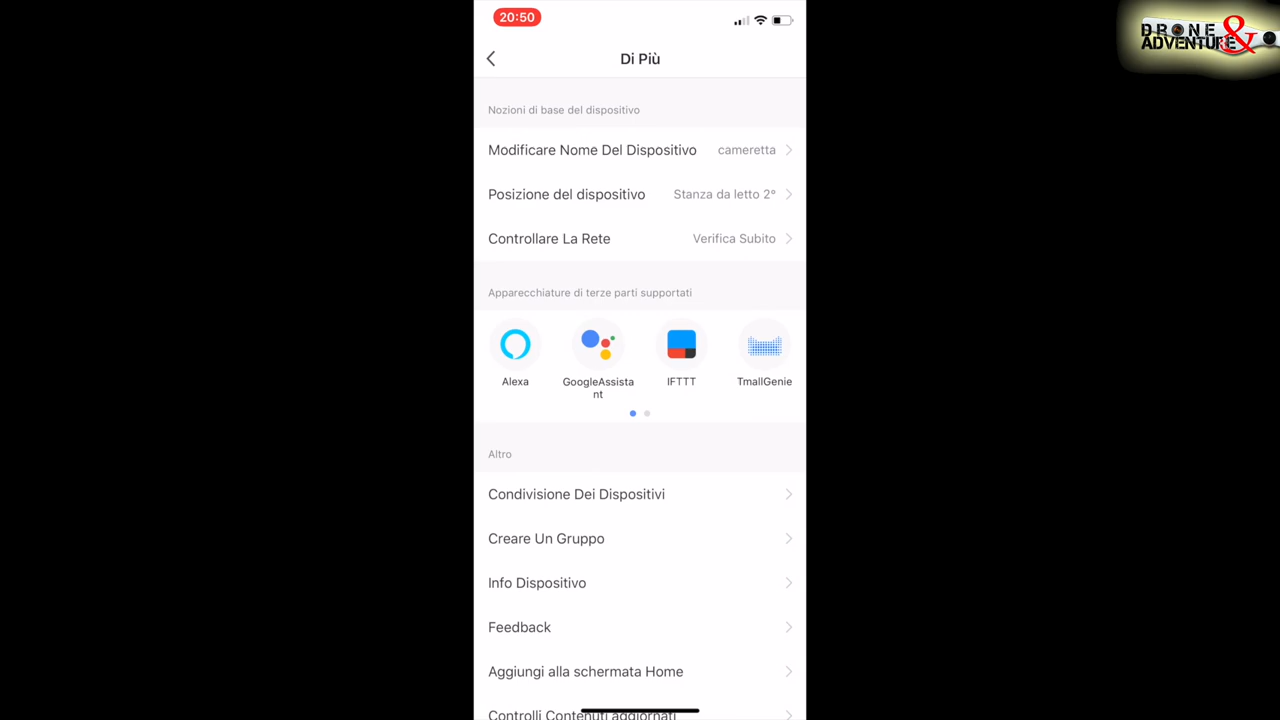 20:50
DRONE &
ADVENTURE
Di Più
Nozioni di base del dispositivo
Modificare Nome Del Dispositivo cameretta
Posizione del dispositivo Stanza da letto 2°
Controllare La Rete Verifica Subito
Apparecchiature di terze parti supportati
Alexa
GoogleAssista
nt
IFTTT
TmallGenie
Altro
Condivisione Dei Dispositivi
Creare Un Gruppo
Info Dispositivo
Feedback
Aggiungi alla schermata Home
Controlli Contenuti aggiornati